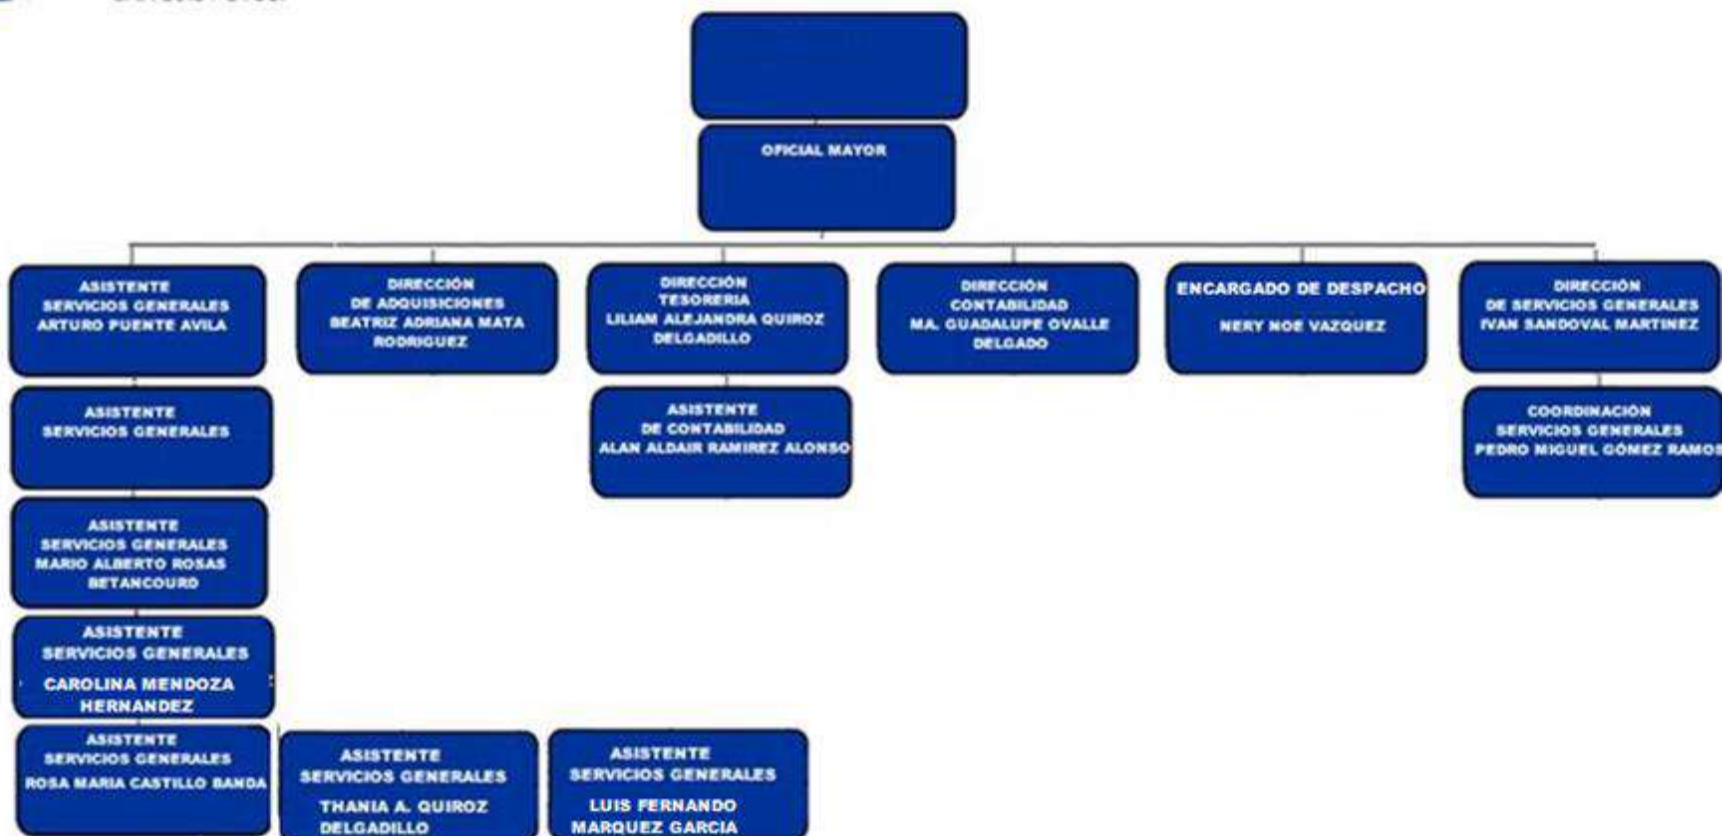 OFICIAL MAYOR
ASISTENTE
SERVICIOS GENERALES
ARTURO PUENTE AVILA
DIRECCIÓN
DE ADQUISICIONES
BEATRIZ ADRIANA MATA
RODRIGUEZ
DIRECCIÓN
TESORERIA
LILIAM ALEJANDRA QUIROZ
DELGADILLO
DIRECCIÓN
CONTABILIDAD
MA. GUADALUPE OVALLE
DELGADO
ENCARGADO DE DESPACHO
NERY NOE VAZQUEZ
DIRECCIÓN
DE SERVICIOS GENERALES
IVAN SANDOVAL MARTINEZ
ASISTENTE
SERVICIOS GENERALES
ASISTENTE
DE CONTABILIDAD
ALAN ALDAIR RAMIREZ ALONSO
COORDINACIÓN
SERVICIOS GENERALES
PEDRO MIGUEL GÓMEZ RAMOS
ASISTENTE
SERVICIOS GENERALES
MARIO ALBERTO ROSAS
BETANCOURD
ASISTENTE
SERVICIOS GENERALES
CAROLINA MENDOZA
HERNANDEZ
ASISTENTE
SERVICIOS GENERALES
ROSA MARIA CASTILLO BANDA
ASISTENTE
SERVICIOS GENERALES
THANIA A. QUIROZ
DELGADILLO
ASISTENTE
SERVICIOS GENERALES
LUIS FERNANDO
MARQUEZ GARCIA